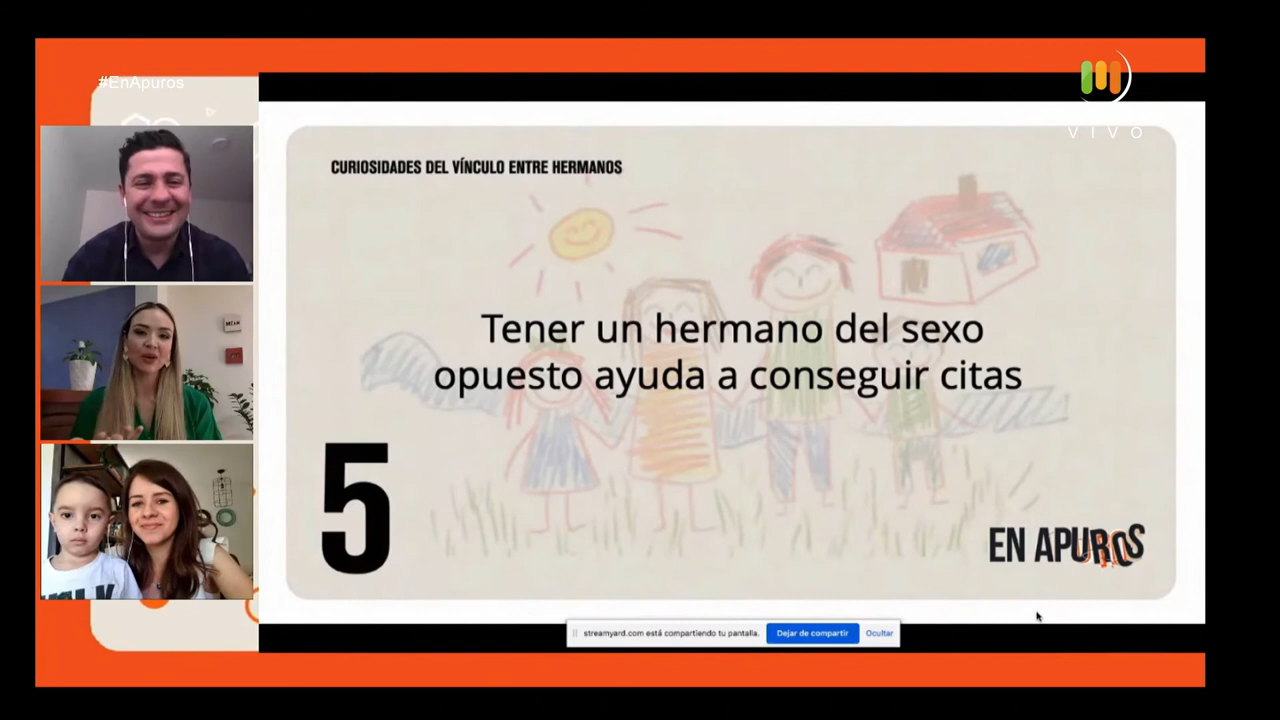 #EnApuros
VIVO
CURIOSIDADES DEL VÍNCULO ENTRE HERMANOS
Tener un hermano del sexo
opuesto ayuda a conseguir citas
5
EN APUROS
streamyard.com está compartiendo tu pantalla.
Dejar de compartir
Ocultar
DREAM